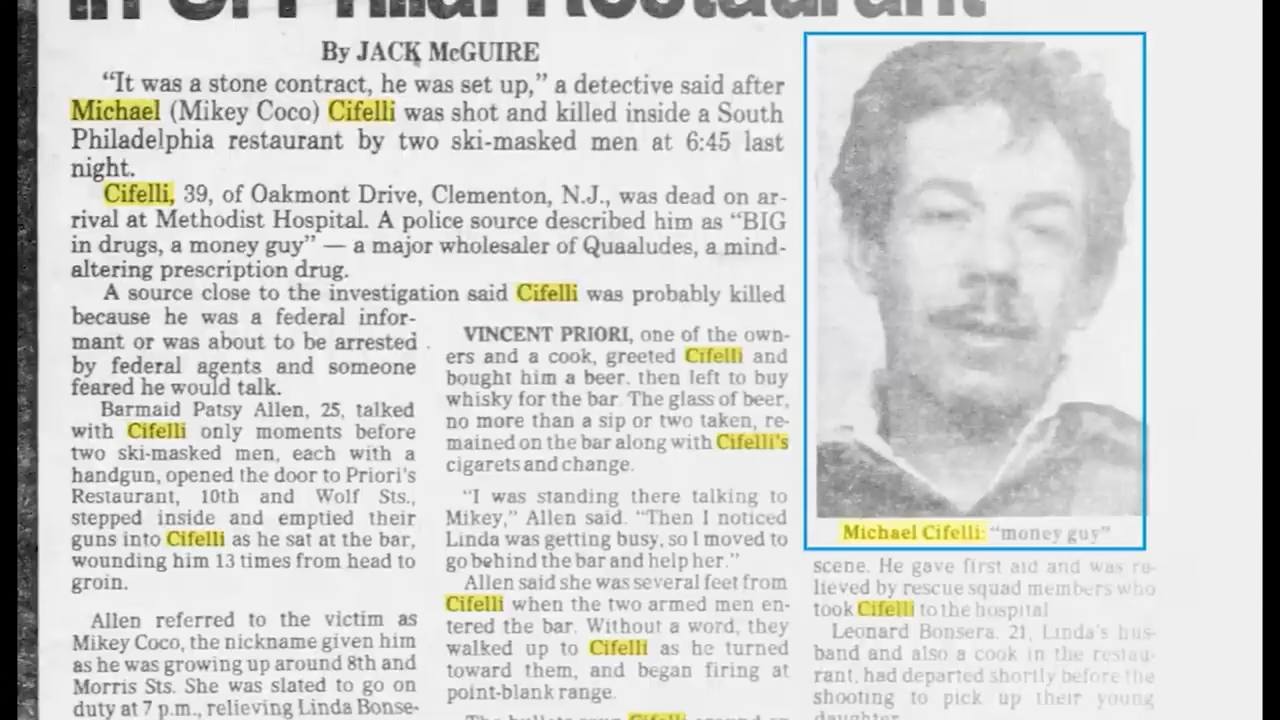 in S. Philal Restaurant
By JACK McGUIRE
“It was a stone contract, he was set up,” a detective said after
Michael (Mikey Coco) Cifelli was shot and killed inside a South
Philadelphia restaurant by two ski-masked men at 6:45 last
night.
Cifelli, 39, of Oakmont Drive, Clementon, N.J., was dead on ar-
rival at Methodist Hospital. A police source described him as “BIG
in drugs, a money guy” — a major wholesaler of Quaaludes, a mind-
altering prescription drug.
A source close to the investigation said Cifelli was probably killed
because he was a federal infor-
mant or was about to be arrested
by federal agents and someone
feared he would talk.
Barmaid Patsy Allen, 25, talked
with Cifelli only moments before
two ski-masked men, each with a
handgun, opened the door to Priori's
Restaurant, 10th and Wolf Sts.,
stepped inside and emptied their
guns into Cifelli as he sat at the bar,
wounding him 13 times from head to
groin.
Allen referred to the victim as
Mikey Coco, the nickname given him
as he was growing up around 8th and
Morris Sts. She was slated to go on
duty at 7 p.m., relieving Linda Bonse-
VINCENT PRIORI, one of the own-
ers and a cook, greeted Cifelli and
bought him a beer. then left to buy
whisky for the bar. The glass of beer,
no more than a sip or two taken, re-
mained on the bar along with Cifelli's
cigarets and change.
“I was standing there talking to
Mikey,” Allen said. “Then I noticed
Linda was getting busy, so I moved to
go behind the bar and help her.”
Allen said she was several feet from
Cifelli when the two armed men en-
tered the bar. Without a word, they
walked up to Cifelli as he turned
toward them, and began firing at
point-blank range.
Cifelli
Michael Cifelli: “money guy”
scene. He gave first aid and was re-
lieved by rescue squad members who
took Cifelli to the hospital
Leonard Bonsera, 21, Linda's hus-
band and also a cook in the restau-
rant, had departed shortly before the
shooting to pick up their young
daughter.